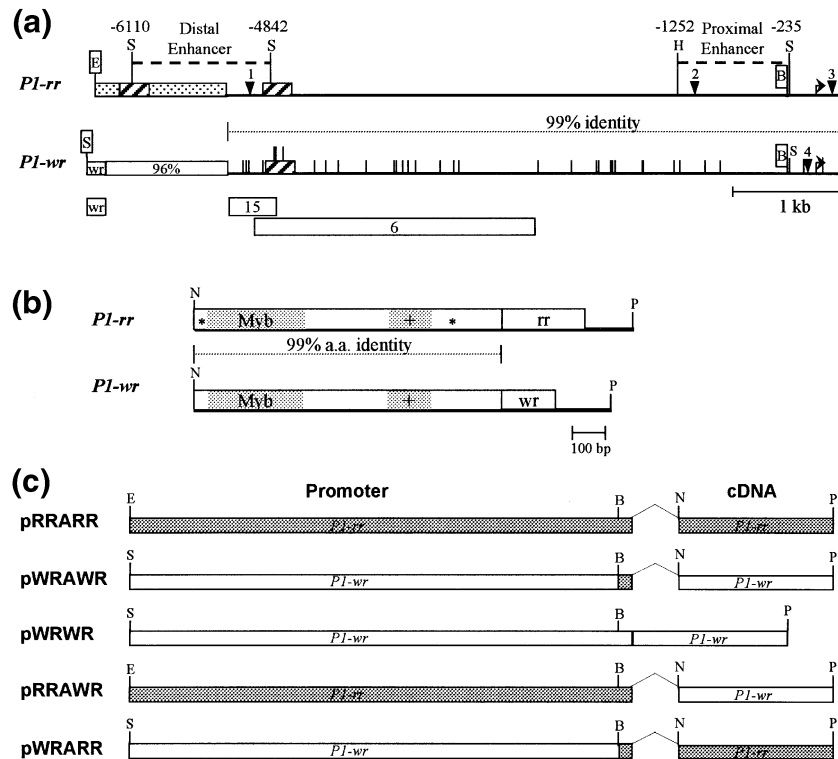 (a)
-6110 Distal Enhancer -4842 -1252 Proximal Enhancer -235
S S H S
E 1 2 B 3
P1-rr
99% identity
S B S 4
P1-wr wr 96%
1 kb
wr 15
6
(b)
N P
P1-rr * Myb + * rr
99% a.a. identity
N P
P1-wr Myb + wr
100 bp
(c)
Promoter cDNA
E B N P
pRRARR P1-rr P1-rr
S B N P
pWRAWR P1-wr P1-wr
S B P
pWRWR P1-wr P1-wr
E B N P
pRRAWR P1-rr P1-wr
S B N P
pWRARR P1-wr P1-rr